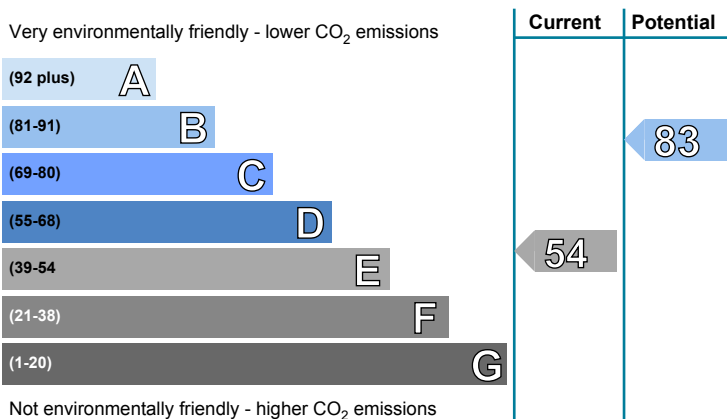 Current Potential
Very environmentally friendly - lower CO2 emissions
(92 plus) A
(81-91) B
83
(69-80) C
(55-68) D
54
(39-54 E
(21-38) F
(1-20) G
Not environmentally friendly - higher CO2 emissions